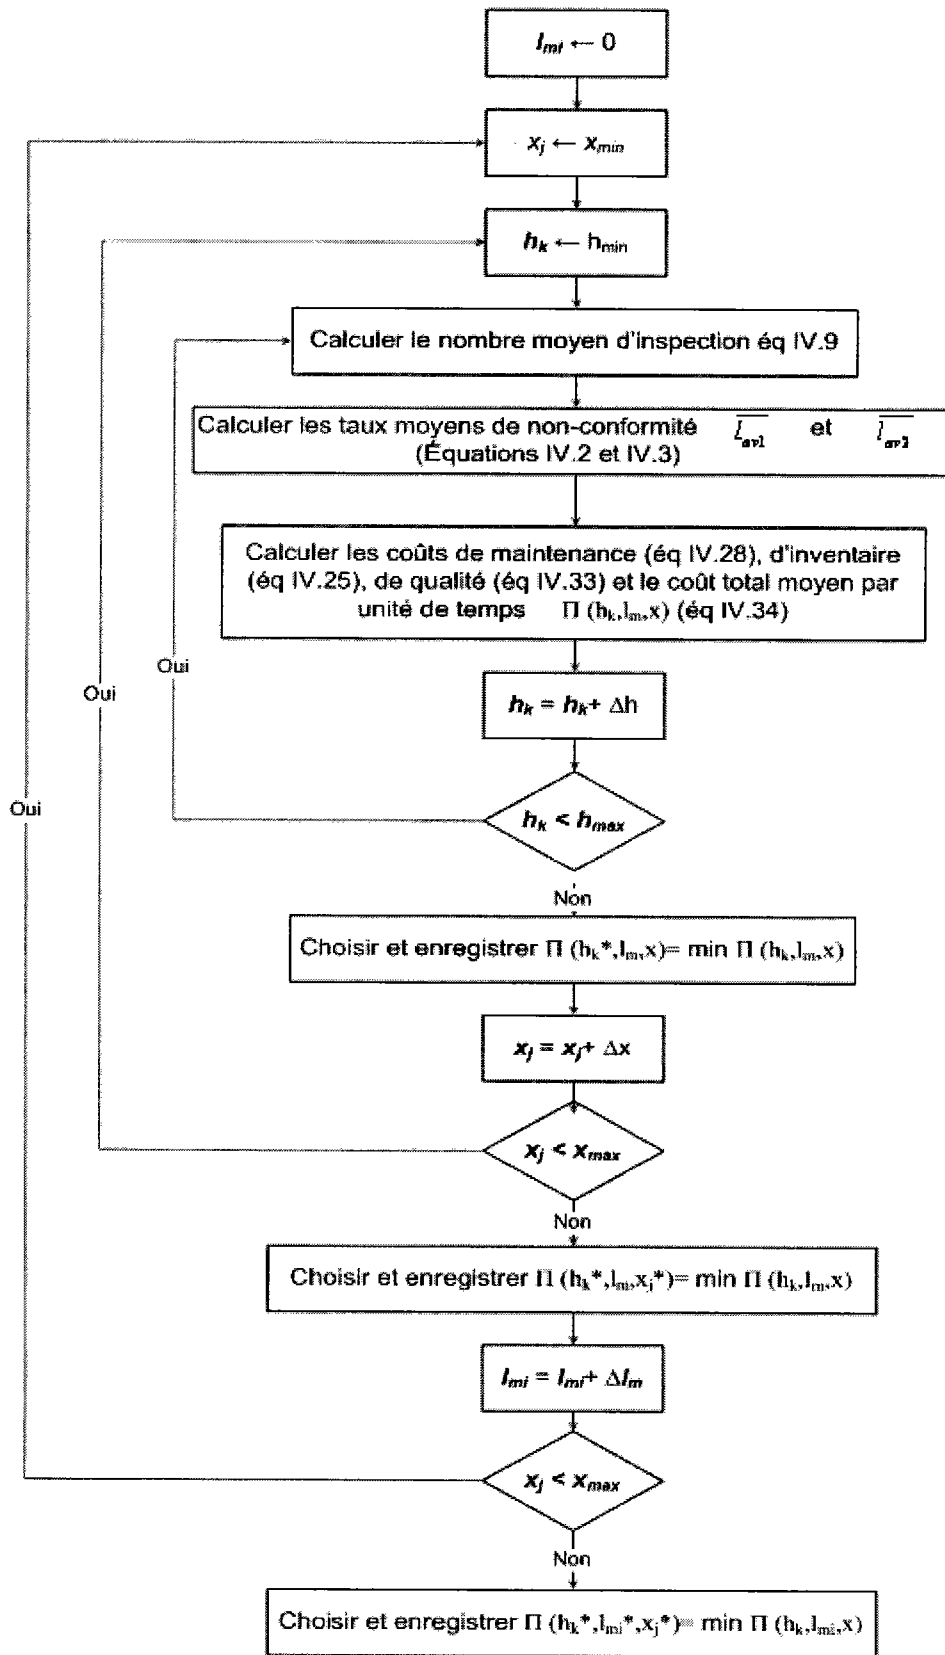 l_mi ← 0
x_j ← x_min
h_k ← h_min
Calculer le nombre moyen d'inspection éq IV.9
Calculer les taux moyens de non-conformité l_av1 et l_av2
(Équations IV.2 et IV.3)
Calculer les coûts de maintenance (éq IV.28), d'inventaire
(éq IV.25), de qualité (éq IV.33) et le coût total moyen par
unité de temps Π (h_k,l_m,x) (éq IV.34)
Oui
h_k = h_k+ Δh
Oui
Oui
h_k < h_max
Non
Choisir et enregistrer Π (h_k*,l_m,x)= min Π (h_k,l_m,x)
x_j = x_j+ Δx
x_j < x_max
Non
Choisir et enregistrer Π (h_k*,l_m,x_j*)= min Π (h_k,l_m,x)
l_mi = l_mi+ Δl_m
x_j < x_max
Non
Choisir et enregistrer Π (h_k*,l_mi*,x_j*)= min Π (h_k,l_mi,x)